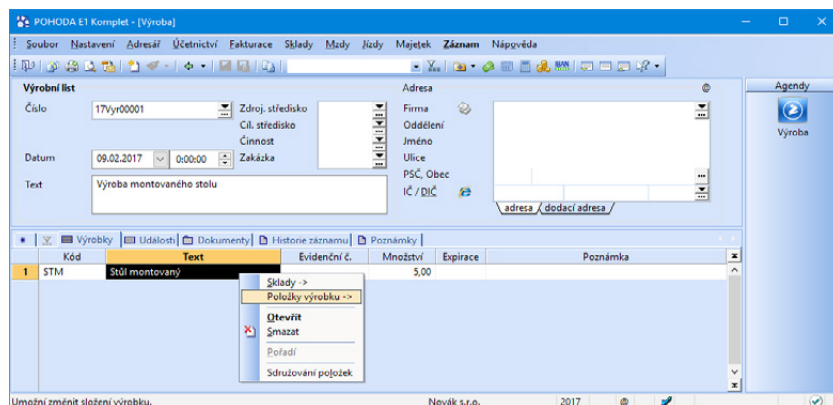 POHODA E1 Komplet - [Výroba]
Soubor Nastavení Adresář Účetnictví Fakturace Sklady Mzdy Jízdy Majetek Záznam Nápověda
Výrobní list Adresa @ Agendy
Číslo 17Vyr00001 Zdroj. středisko Firma
Cíl. středisko Oddělení
Činnost Jméno Výroba
Datum 09.02.2017 0:00:00 Zakázka Ulice
PSČ, Obec
Text Výroba montovaného stolu IČ / DIČ
adresa dodací adresa
Výrobky Události Dokumenty Historie záznamu Poznámky
Kód Text Evidenční č. Množství Expirace Poznámka
1 STM Stůl montovaný 5,00
Sklady ->
Položky výrobku ->
Otevřít
Smazat
Pořadí
Sdružování položek
Umožní změnit složení výrobku. Novák s.r.o. 2017 @